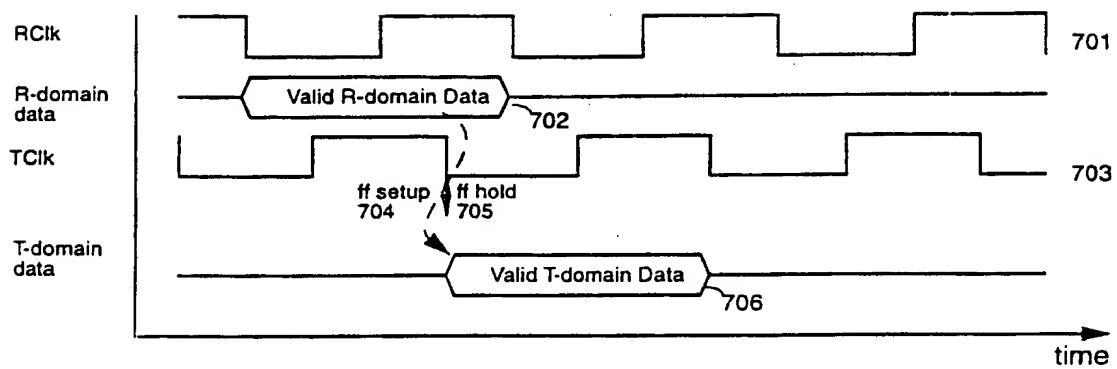 RClk
701
R-domain
data
Valid R-domain Data
702
TClk
703
ff setup
704
ff hold
705
T-domain
data
Valid T-domain Data
706
time